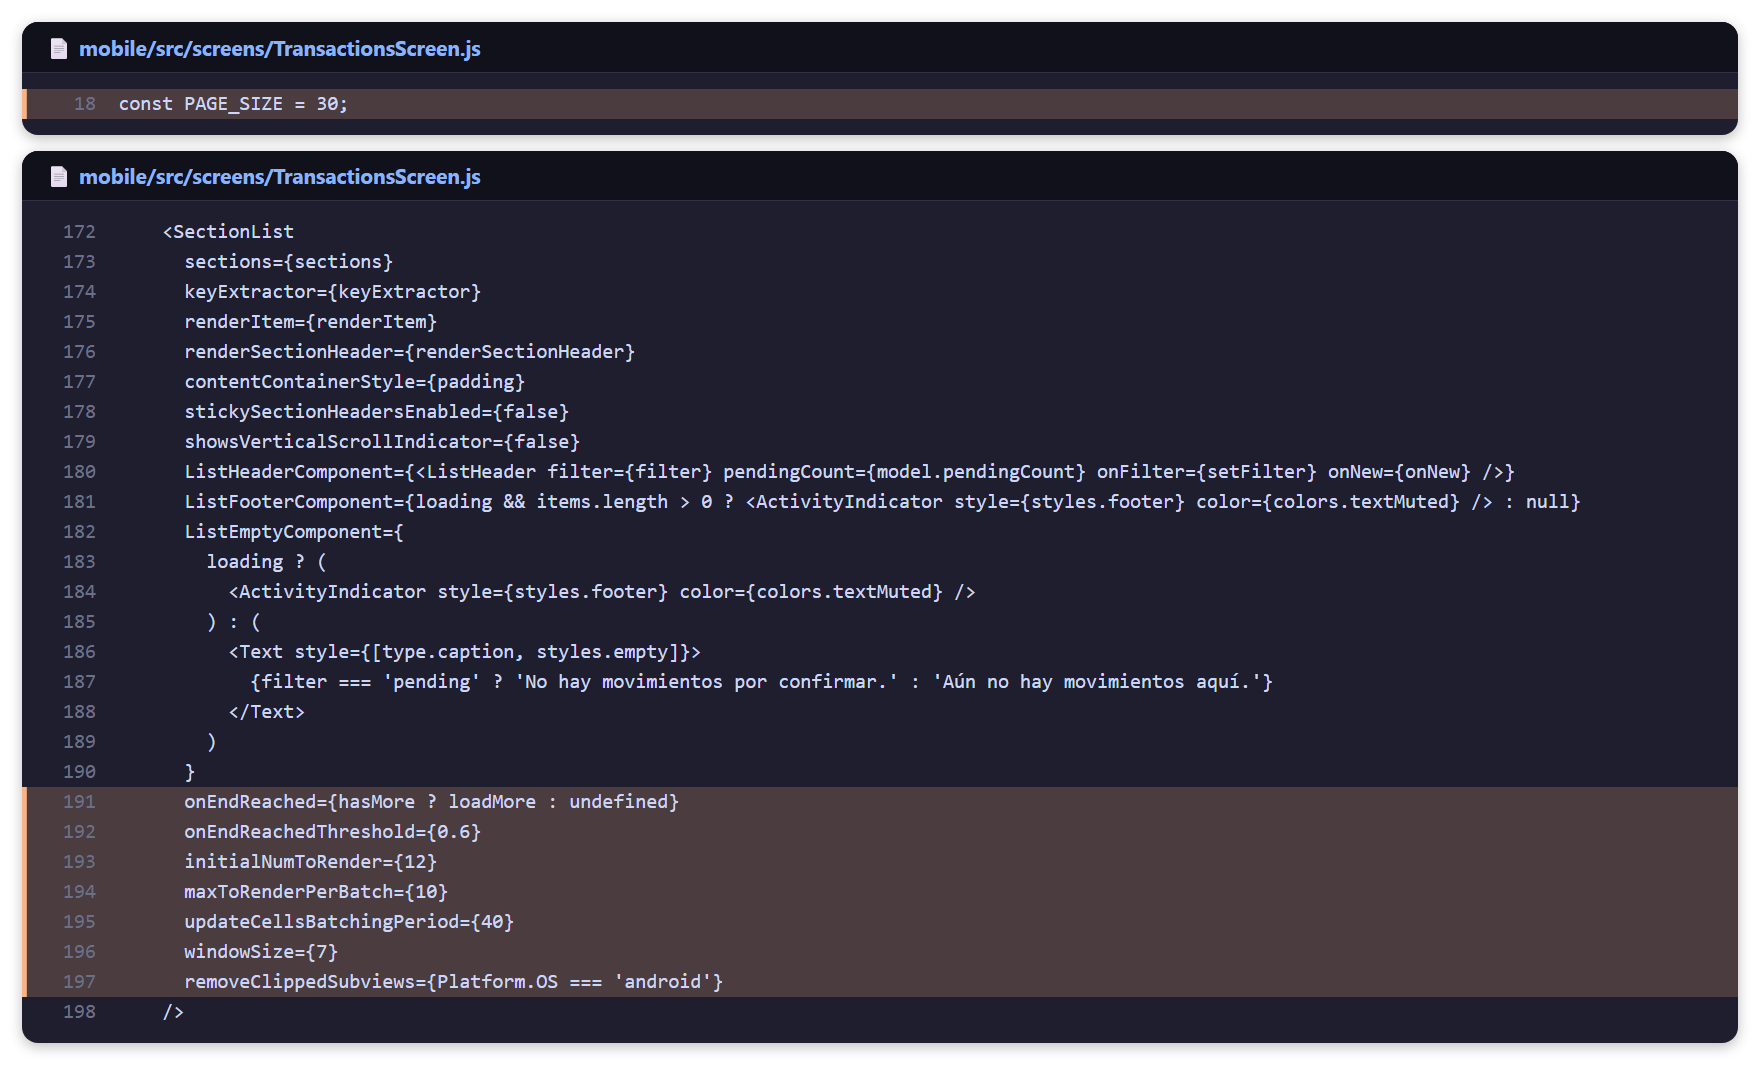 mobile/src/screens/TransactionsScreen.js
18 const PAGE_SIZE = 30;
mobile/src/screens/TransactionsScreen.js
172 <SectionList
173 sections={sections}
174 keyExtractor={keyExtractor}
175 renderItem={renderItem}
176 renderSectionHeader={renderSectionHeader}
177 contentContainerStyle={padding}
178 stickySectionHeadersEnabled={false}
179 showsVerticalScrollIndicator={false}
180 ListHeaderComponent={<ListHeader filter={filter} pendingCount={model.pendingCount} onFilter={setFilter} onNew={onNew} />}
181 ListFooterComponent={loading && items.length > 0 ? <ActivityIndicator style={styles.footer} color={colors.textMuted} /> : null}
182 ListEmptyComponent={
183 loading ? (
184 <ActivityIndicator style={styles.footer} color={colors.textMuted} />
185 ) : (
186 <Text style={[type.caption, styles.empty]}>
187 {filter === 'pending' ? 'No hay movimientos por confirmar.' : 'Aún no hay movimientos aquí.'}
188 </Text>
189 )
190 }
191 onEndReached={hasMore ? loadMore : undefined}
192 onEndReachedThreshold={0.6}
193 initialNumToRender={12}
194 maxToRenderPerBatch={10}
195 updateCellsBatchingPeriod={40}
196 windowSize={7}
197 removeClippedSubviews={Platform.OS === 'android'}
198 />